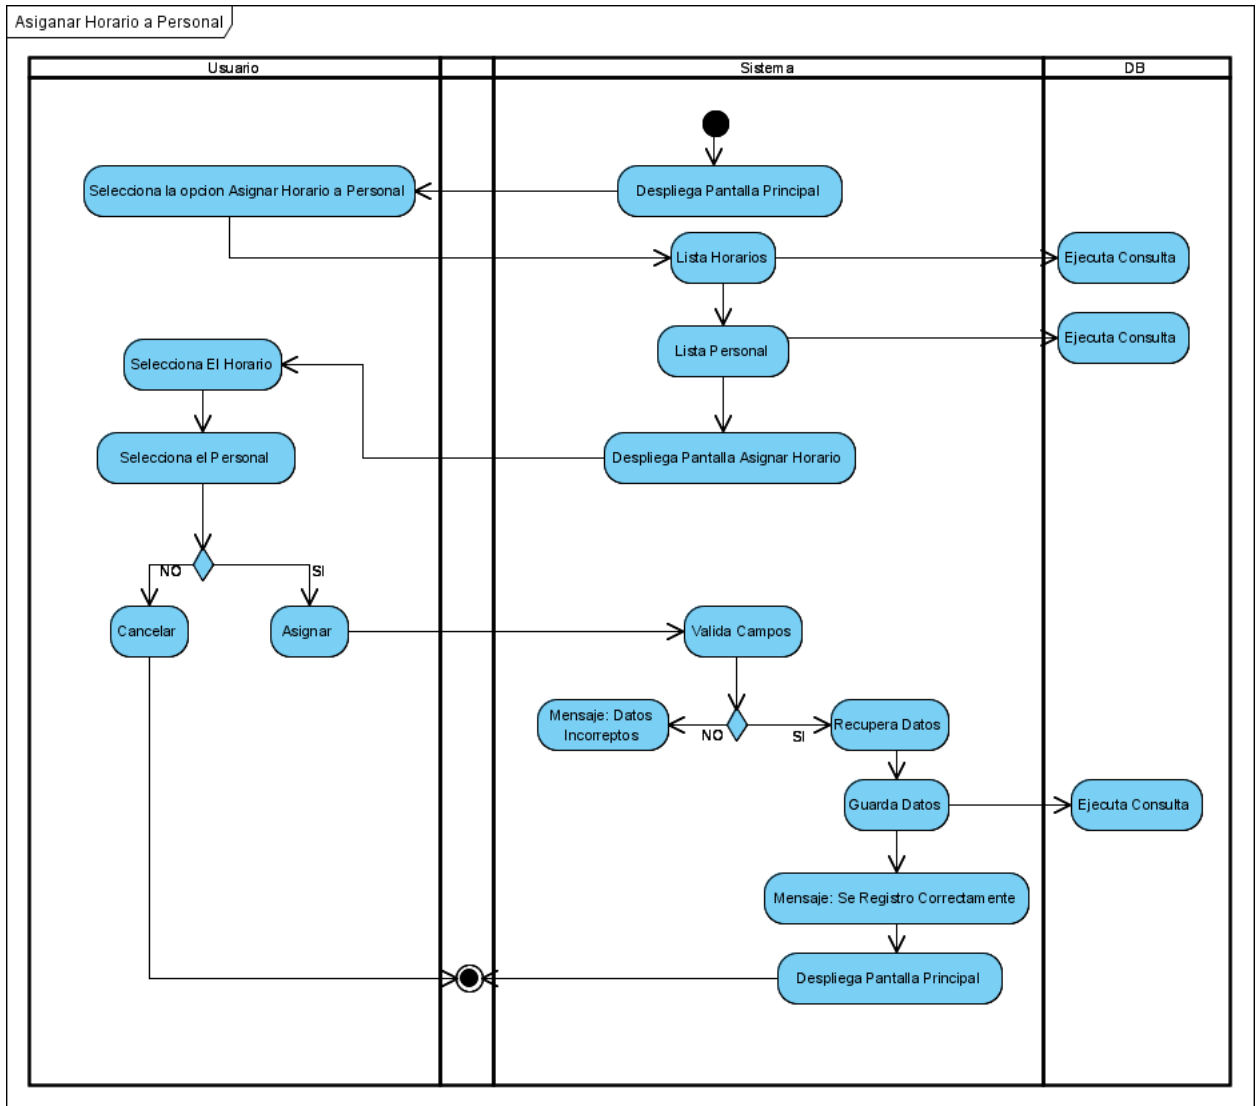 Asiganar Horario a Personal
Usuario
Sistema
DB
Selecciona la opcion Asignar Horario a Personal
Despliega Pantalla Principal
Lista Horarios
Ejecuta Consulta
Lista Personal
Ejecuta Consulta
Selecciona El Horario
Selecciona el Personal
Despliega Pantalla Asignar Horario
NO
SI
Cancelar
Asignar
Valida Campos
Mensaje: Datos
Incorreptos
NO
SI
Recupera Datos
Guarda Datos
Ejecuta Consulta
Mensaje: Se Registro Correctamente
Despliega Pantalla Principal